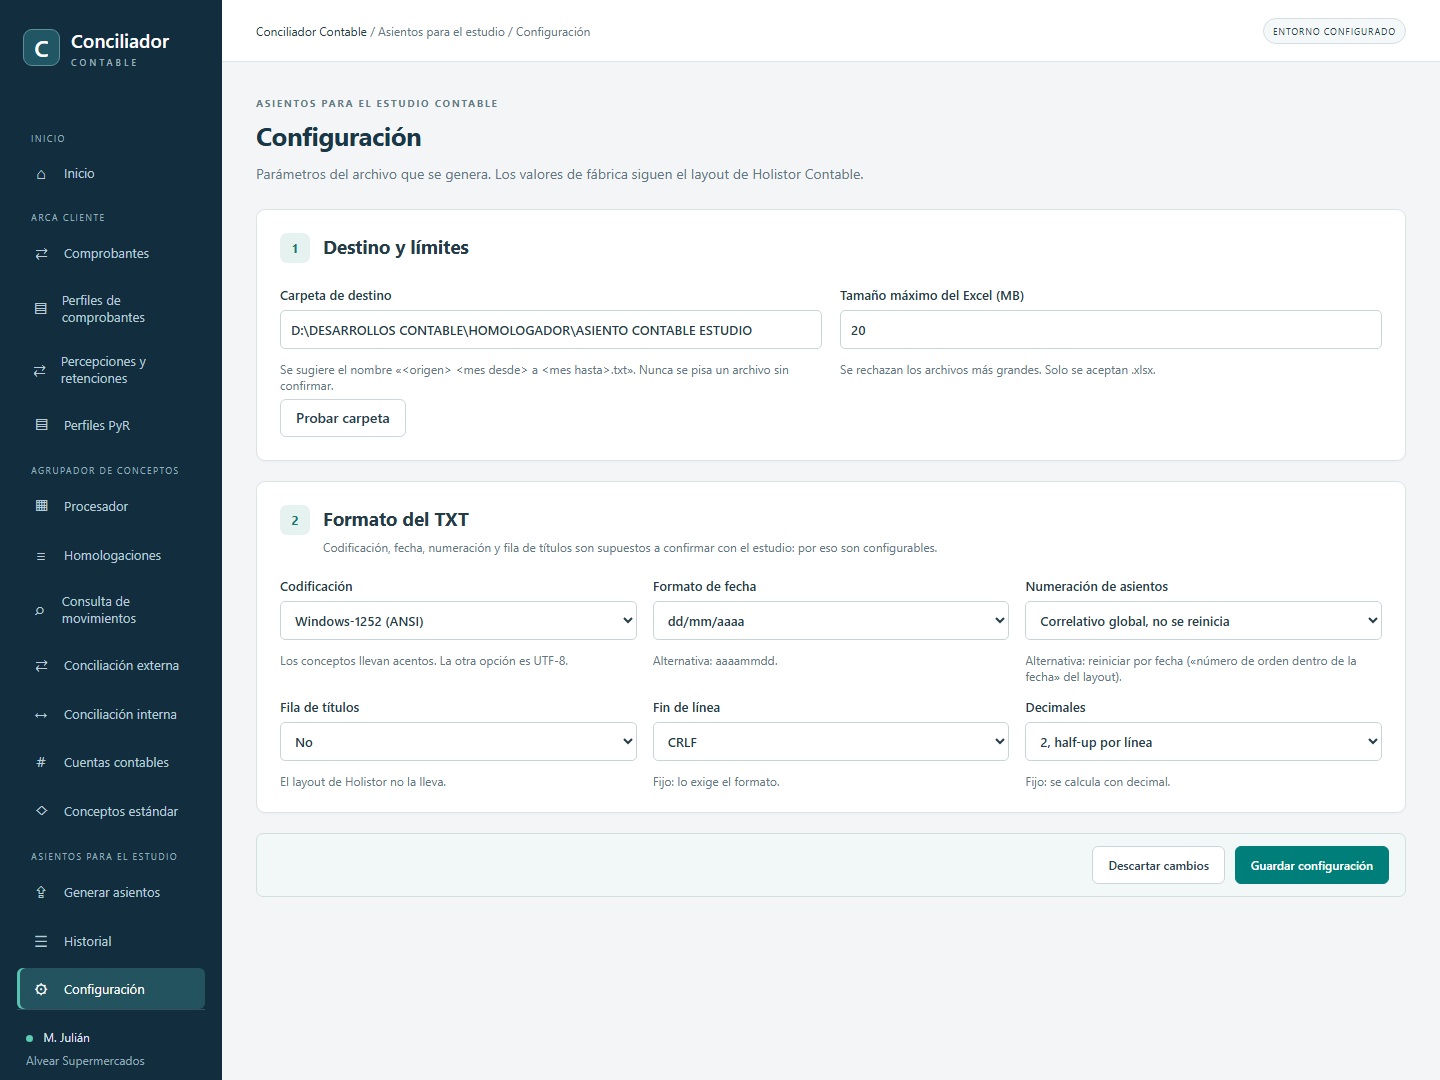 C
Conciliador
CONTABLE
INICIO
Inicio
ARCA CLIENTE
Comprobantes
Perfiles de
comprobantes
Percepciones y
retenciones
Perfiles PyR
AGRUPADOR DE CONCEPTOS
Procesador
Homologaciones
Consulta de
movimientos
Conciliación externa
Conciliación interna
# Cuentas contables
Conceptos estándar
ASIENTOS PARA EL ESTUDIO
Generar asientos
Historial
Configuración
M. Julián
Alvear Supermercados
Conciliador Contable / Asientos para el estudio / Configuración
ENTORNO CONFIGURADO
ASIENTOS PARA EL ESTUDIO CONTABLE
Configuración
Parámetros del archivo que se genera. Los valores de fábrica siguen el layout de Holistor Contable.
1 Destino y límites
Carpeta de destino
D:\DESARROLLOS CONTABLE\HOMOLOGADOR\ASIENTO CONTABLE ESTUDIO
Se sugiere el nombre «<origen> <mes desde> a <mes hasta>.txt». Nunca se pisa un archivo sin
confirmar.
Probar carpeta
Tamaño máximo del Excel (MB)
20
Se rechazan los archivos más grandes. Solo se aceptan .xlsx.
2 Formato del TXT
Codificación, fecha, numeración y fila de títulos son supuestos a confirmar con el estudio: por eso son configurables.
Codificación
Windows-1252 (ANSI)
Los conceptos llevan acentos. La otra opción es UTF-8.
Formato de fecha
dd/mm/aaaa
Alternativa: aaaammdd.
Numeración de asientos
Correlativo global, no se reinicia
Alternativa: reiniciar por fecha («número de orden dentro de la
fecha» del layout).
Fila de títulos
No
El layout de Holistor no la lleva.
Fin de línea
CRLF
Fijo: lo exige el formato.
Decimales
2, half-up por línea
Fijo: se calcula con decimal.
Descartar cambios
Guardar configuración